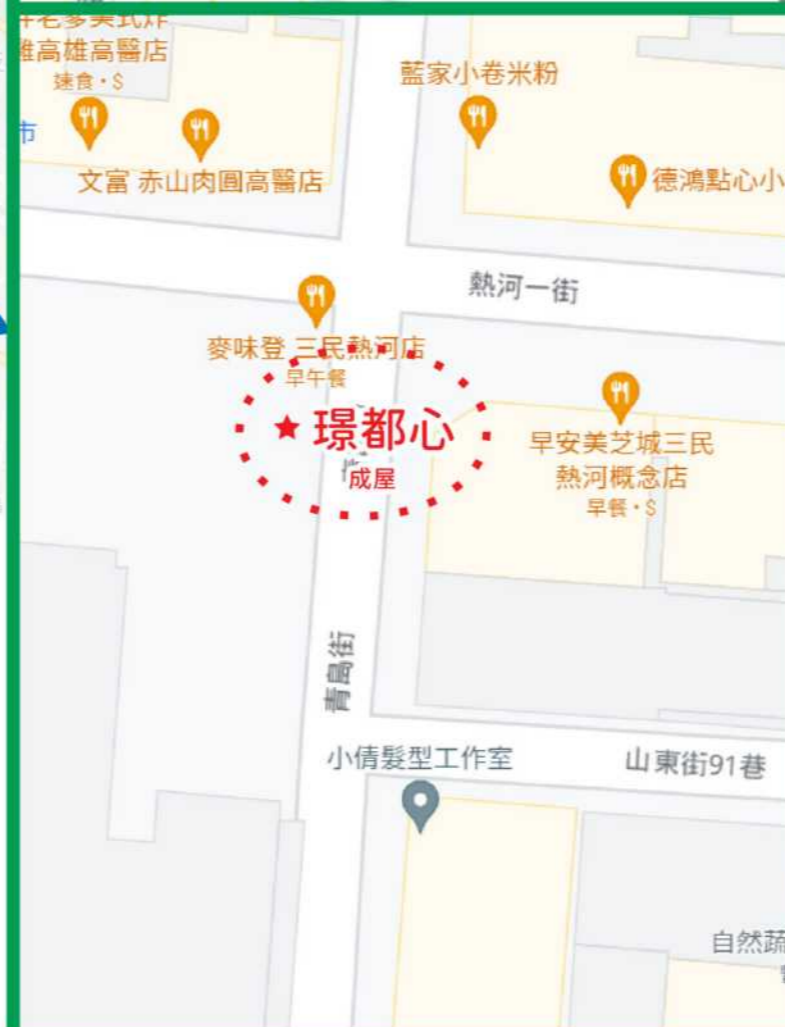 雞高雄高醫店
速食・$
市
文富 赤山肉圓高醫店
藍家小卷米粉
德鴻點心小
熱河一街
麥味登 三民熱河店
早午餐
璟都心
成屋
早安美芝城三民
熱河概念店
早餐・$
青島街
小倩髮型工作室
山東街91巷
自然蔬